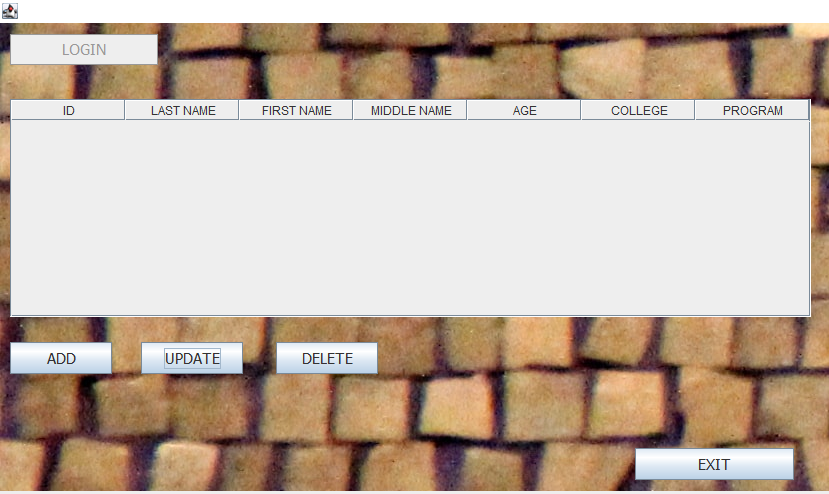 LOGIN
ID LAST NAME FIRST NAME MIDDLE NAME AGE COLLEGE PROGRAM
ADD UPDATE DELETE
EXIT